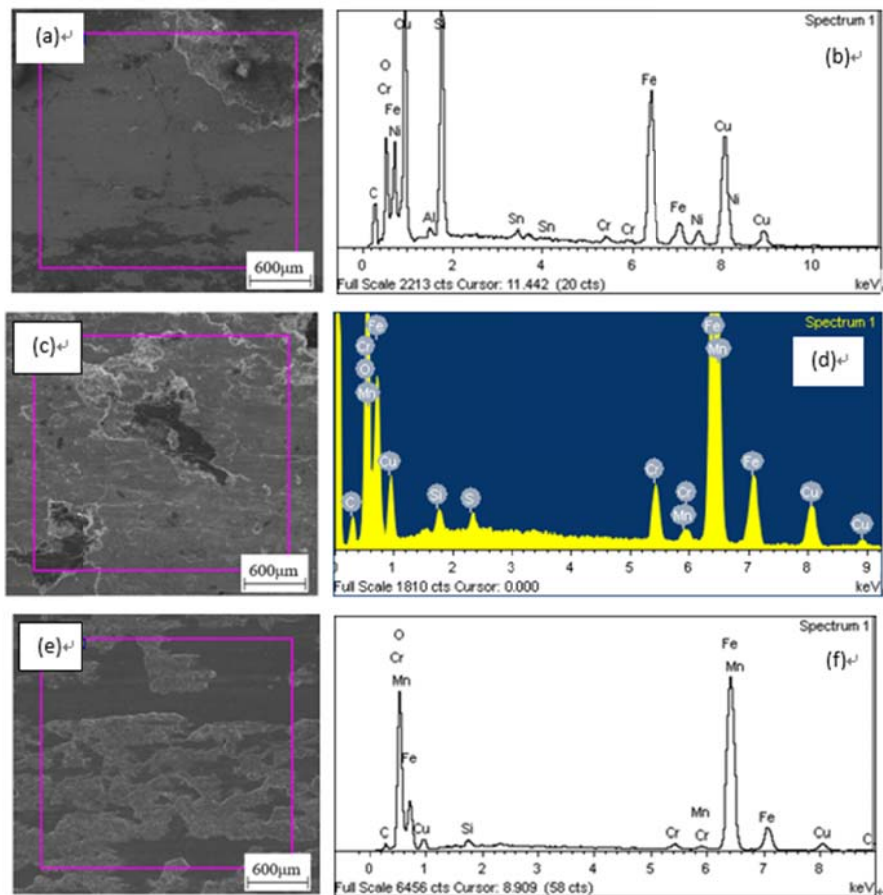 (a)↵
600μm
Spectrum 1
(b)↵
O
Cr
Fe
Ni
C
Cu
Al
Si
Sn
Sn
Cr
Cr
Fe
Fe
Ni
Cu
Ni
Cu
0 2 4 6 8 10
Full Scale 2213 cts Cursor: 11.442 (20 cts) keV
(c)↵
600μm
Spectrum 1
(d)↵
Fe
Cr
O
Mn
C
Cu
Si
S
Cr
Cr
Mn
Fe
Mn
Fe
Cu
Cu
0 1 2 3 4 5 6 7 8 9
Full Scale 1810 cts Cursor: 0.000 keV
(e)↵
600μm
Spectrum 1
(f)↵
O
Cr
Mn
Fe
C
Cu
Si
Cr
Mn
Cr
Fe
Mn
Fe
Cu
0 1 2 3 4 5 6 7 8
Full Scale 6456 cts Cursor: 8.909 (58 cts) keV